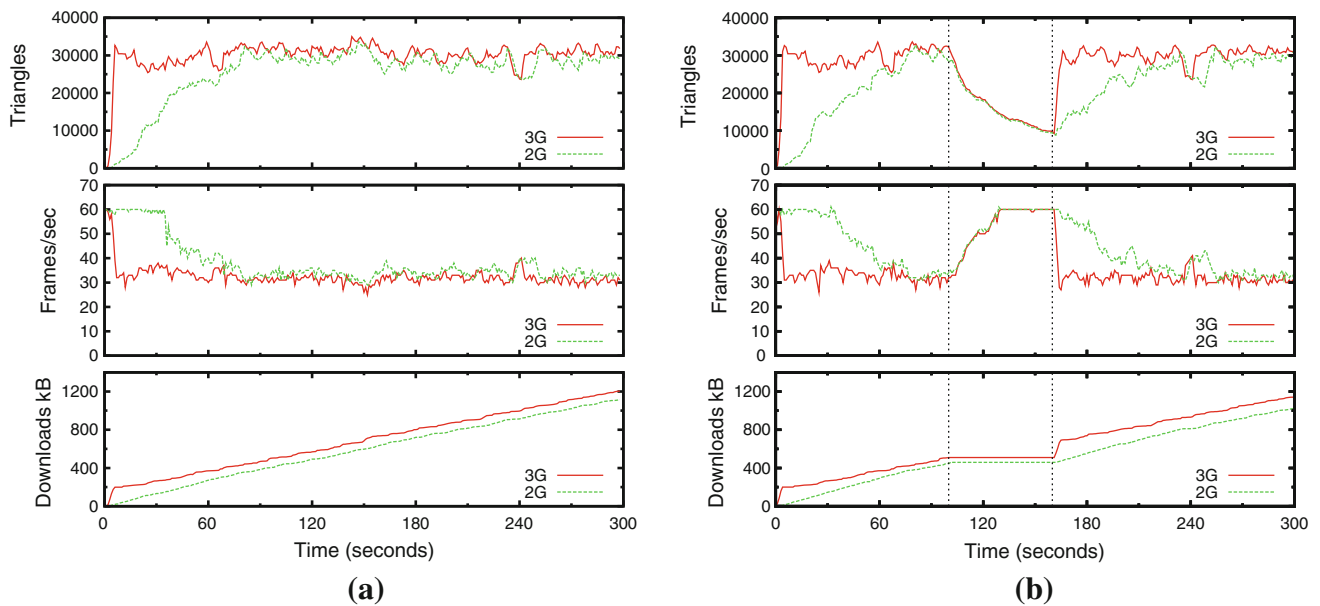 40000
30000
20000
10000
0
Triangles
3G
2G
70
60
50
40
30
20
10
0
Frames/sec
3G
2G
1200
800
400
0
Downloads kB
3G
2G
0 60 120 180 240 300
Time (seconds)
(a)
40000
30000
20000
10000
0
Triangles
3G
2G
70
60
50
40
30
20
10
0
Frames/sec
3G
2G
1200
800
400
0
Downloads kB
3G
2G
0 60 120 180 240 300
Time (seconds)
(b)